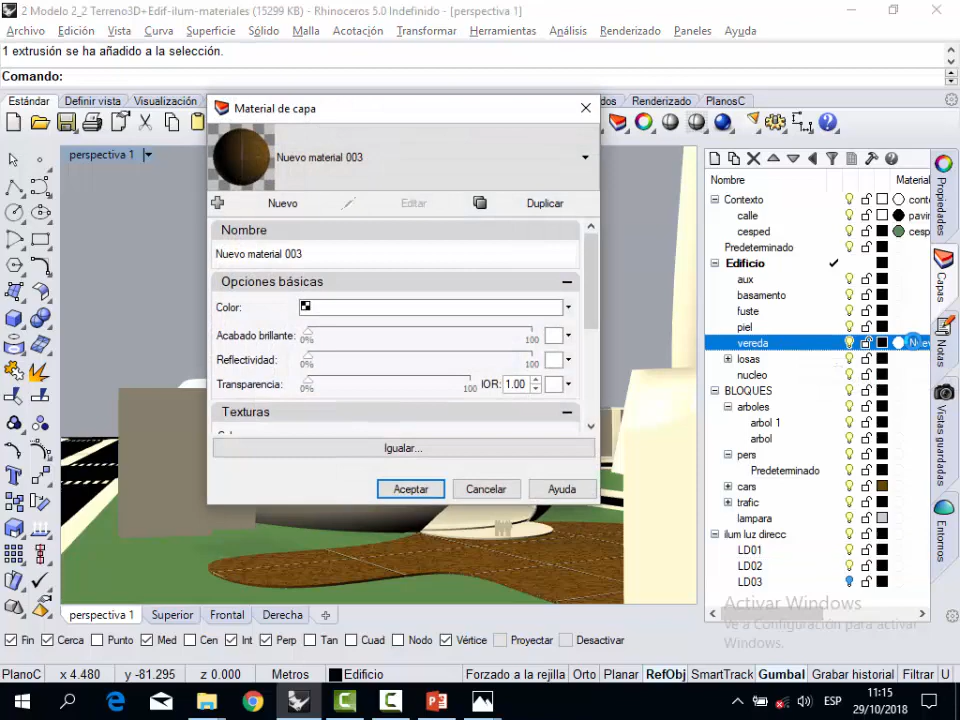 2 Modelo 2_2 Terreno3D+Edif-ilum-materiales (15299 KB) - Rhinoceros 5.0 Indefinido - [perspectiva 1]
Archivo Edición Vista Curva Superficie Sólido Malla Acotación Transformar Herramientas Análisis Renderizado Paneles Ayuda
1 extrusión se ha añadido a la selección.
Comando:
Estándar Definir vista Visualización
dos Renderizado PlanosC
perspectiva 1
Material de capa
Nuevo material 003
Nuevo Editar Duplicar
Nombre
Nuevo material 003
Opciones básicas
Color:
Acabado brillante: 0% 100
Reflectividad: 0% 100
Transparencia: 0% 100 IOR: 1.00
Texturas
Igualar...
Aceptar Cancelar Ayuda
Nombre Material
Contexto
calle
cesped
Predeterminado
Edificio
aux
basamento
fuste
piel
vereda
losas
nucleo
BLOQUES
arboles
arbol 1
arbol
pers
Predeterminado
cars
trafic
lampara
ilum luz direcc
LD01
LD02
LD03
Propiedades
Capas
Notas
Vistas guardadas
Entornos
Activar Windows
Ve a Configuración para activar
Windows.
perspectiva 1 Superior Frontal Derecha
Fin Cerca Punto Med Cen Int Perp Tan Cuad Nodo Vértice Proyectar Desactivar
PlanoC x 4.480 y -81.295 z 0.000 Metros Edificio Forzado a la rejilla Orto Planar RefObj SmartTrack Gumbal Grabar historial Filtrar U
ESP
11:15
29/10/2018